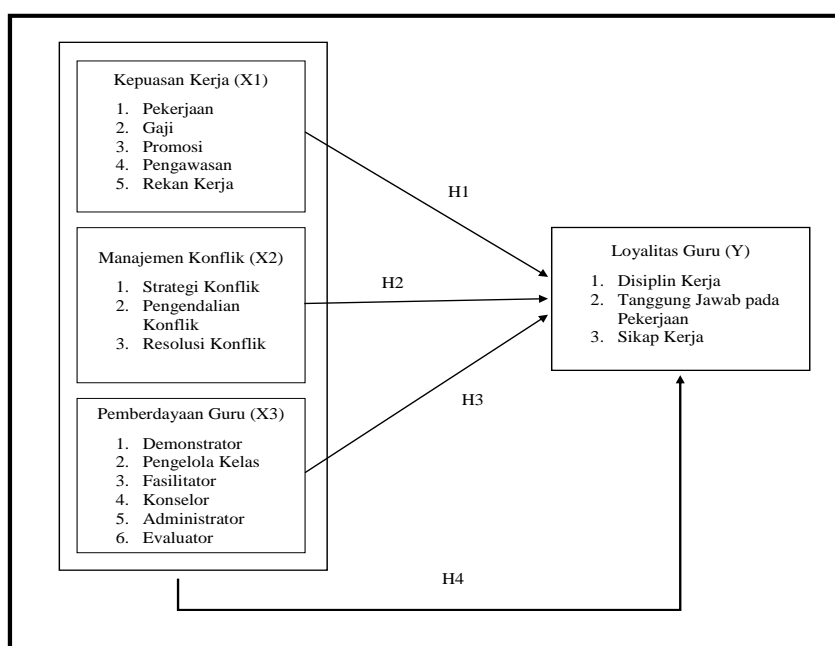 Kepuasan Kerja (X1)
1. Pekerjaan
2. Gaji
3. Promosi
4. Pengawasan
5. Rekan Kerja
H1
Manajemen Konflik (X2)
1. Strategi Konflik
2. Pengendalian
Konflik
3. Resolusi Konflik
H2
Loyalitas Guru (Y)
1. Disiplin Kerja
2. Tanggung Jawab pada
Pekerjaan
3. Sikap Kerja
Pemberdayaan Guru (X3)
1. Demonstrator
2. Pengelola Kelas
3. Fasilitator
4. Konselor
5. Administrator
6. Evaluator
H3
H4